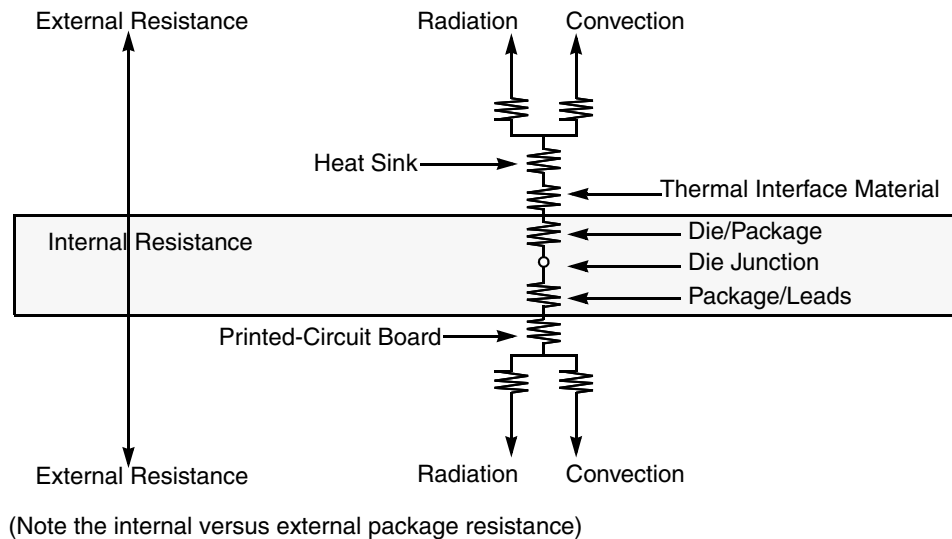 External Resistance
Radiation
Convection
Heat Sink
Thermal Interface Material
Internal Resistance
Die/Package
Die Junction
Package/Leads
Printed-Circuit Board
External Resistance
Radiation
Convection
(Note the internal versus external package resistance)